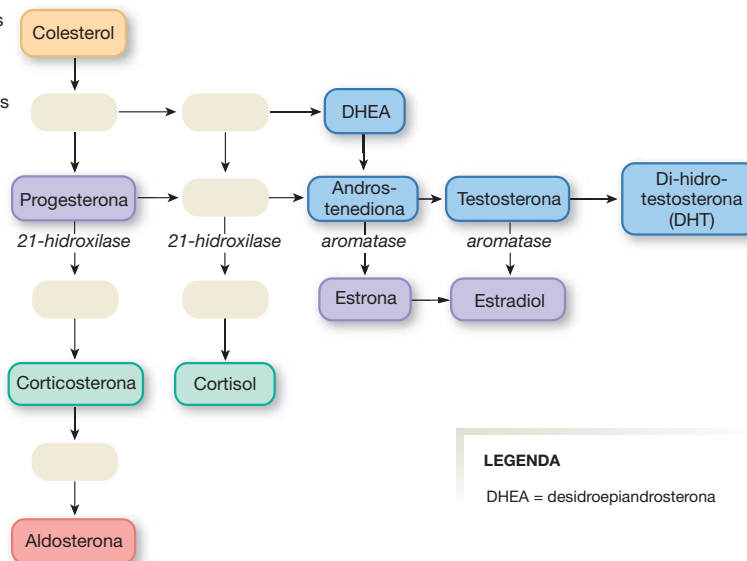 s
Colesterol
s
DHEA
Progesterona
Andros-
tenediona
Testosterona
Di-hidro-
testosterona
(DHT)
21-hidroxilase
21-hidroxilase
aromatase
aromatase
Estrona
Estradiol
Corticosterona
Cortisol
LEGENDA
DHEA = desidroepiandrosterona
Aldosterona